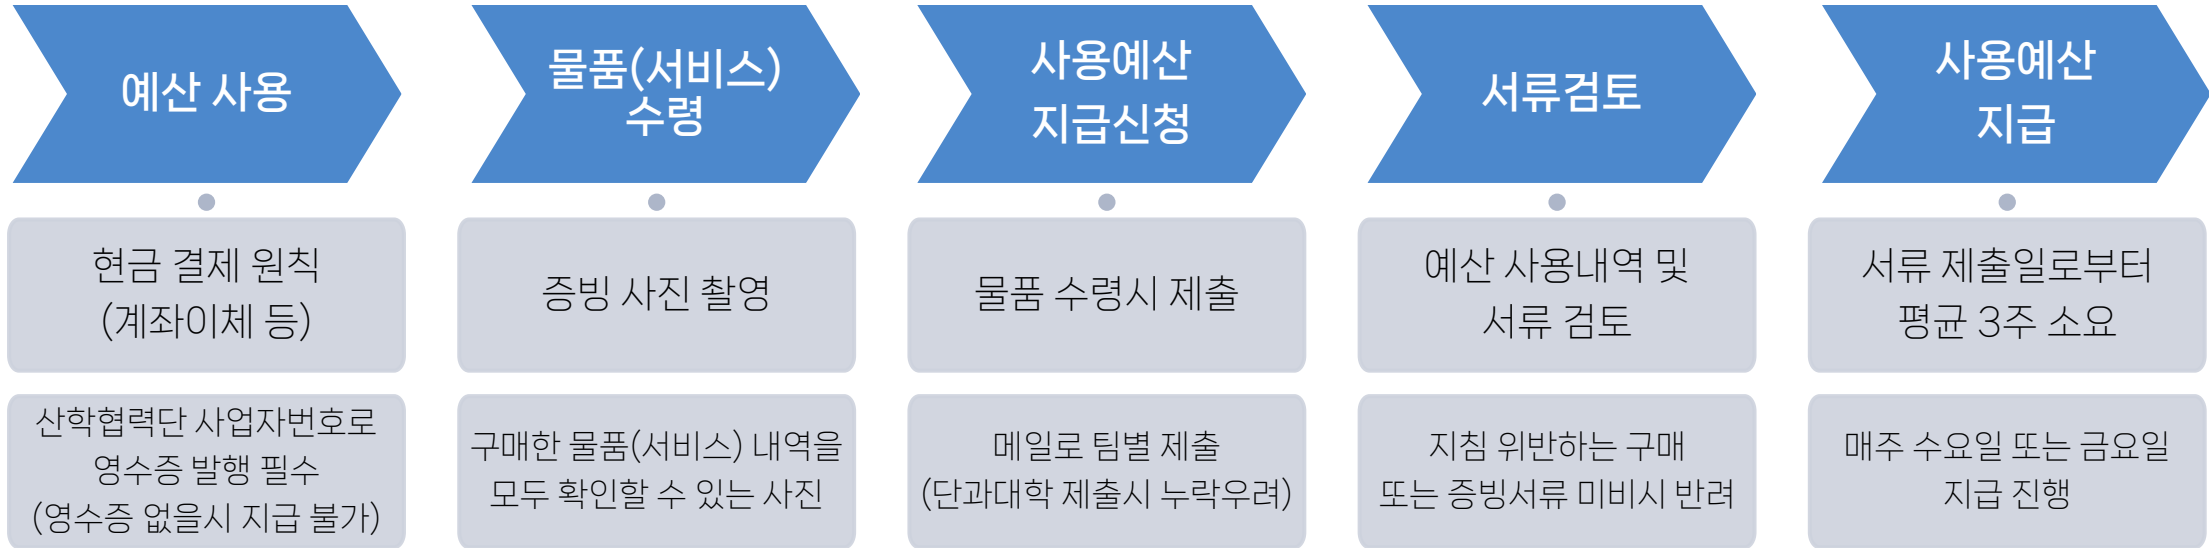 예산 사용
물품(서비스)
수령
사용예산
지급신청
서류검토
사용예산
지급
현금 결제 원칙
(계좌이체 등)
증빙 사진 촬영
물품 수령시 제출
예산 사용내역 및
서류 검토
서류 제출일로부터
평균 3주 소요
산학협력단 사업자번호로
영수증 발행 필수
(영수증 없을시 지급 불가)
구매한 물품(서비스) 내역을
모두 확인할 수 있는 사진
메일로 팀별 제출
(단과대학 제출시 누락우려)
지침 위반하는 구매
또는 증빙서류 미비시 반려
매주 수요일 또는 금요일
지급 진행